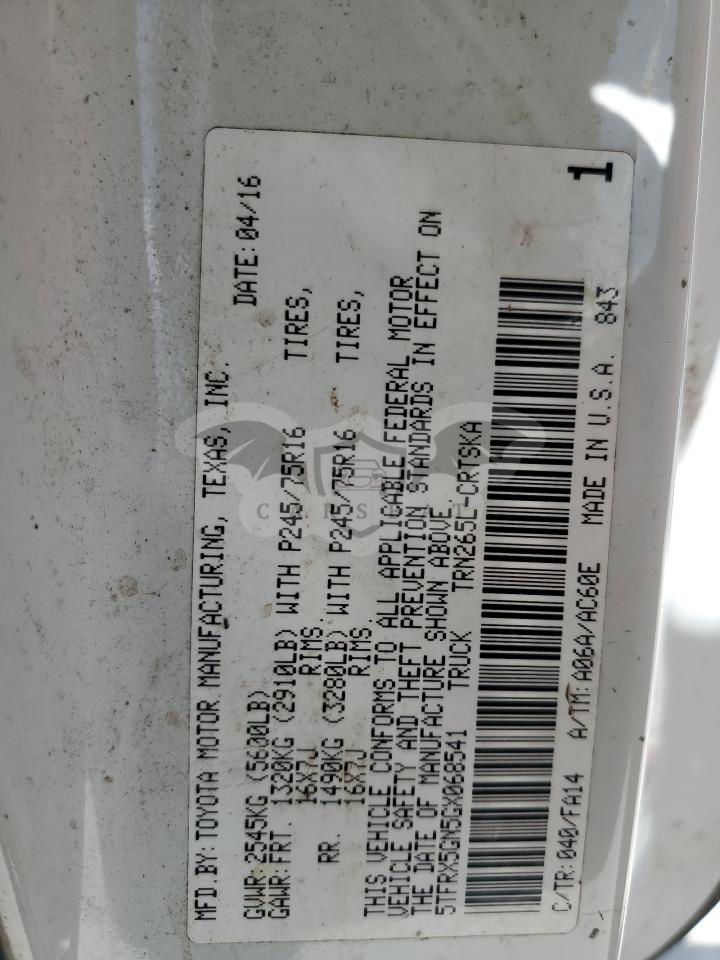 MFD.BY: TOYOTA MOTOR MANUFACTURING, TEXAS, INC. DATE: 04/16
GVWR: 2545KG (5600LB)
GAWR: FRT. 1320KG (2910LB) WITH P245/75R16 TIRES,
16X7J RIMS.
RR. 1490KG (3280LB) WITH P245/75R16 TIRES,
16X7J RIMS.
THIS VEHICLE CONFORMS TO ALL APPLICABLE FEDERAL MOTOR
VEHICLE SAFETY AND THEFT PREVENTION STANDARDS IN EFFECT ON
THE DATE OF MANUFACTURE SHOWN ABOVE.
5TFRX5GN5GX068541 TRUCK TRN265L-CRTSKA
C/TR: 040/FA14 A/TM: A06A/AC60E MADE IN U.S.A. 843
1